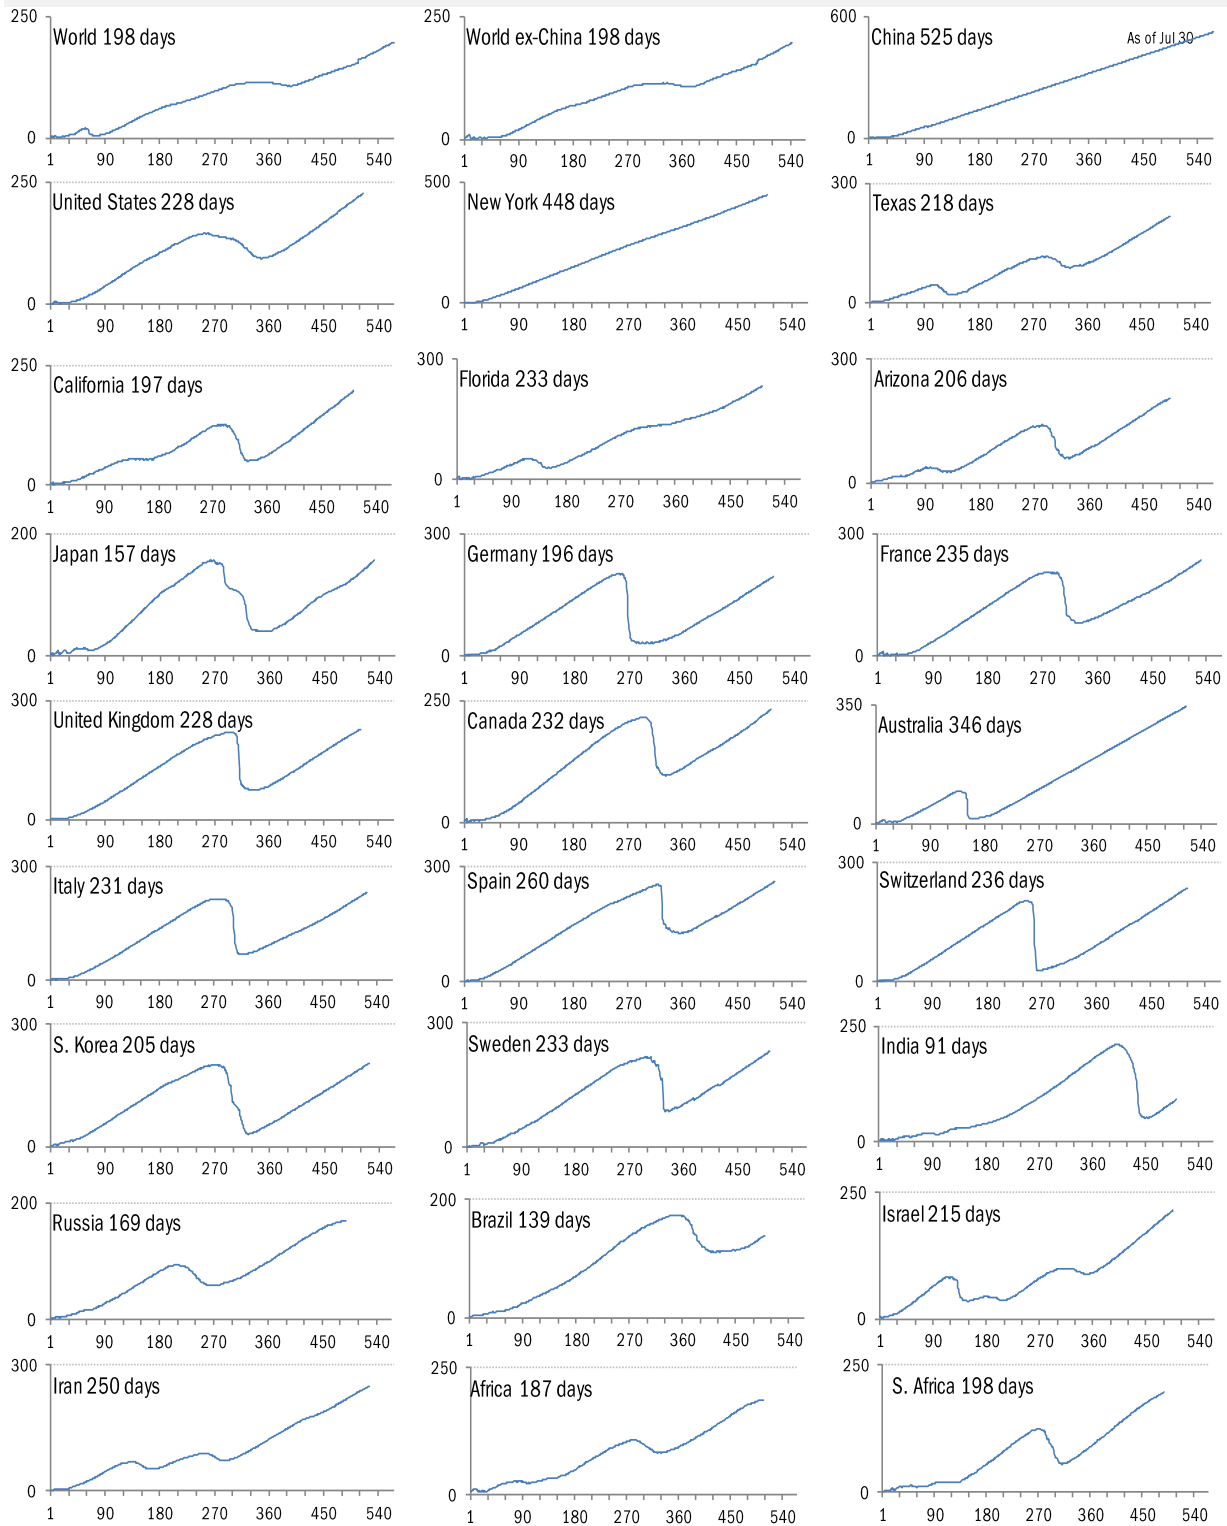 250 250 600
World 198 days World ex-China 198 days China 525 days As of Jul 30
0 0 0
1 90 180 270 360 450 540 1 90 180 270 360 450 540 1 90 180 270 360 450 540
250 500 300
United States 228 days New York 448 days Texas 218 days
0 0 0
1 90 180 270 360 450 540 1 90 180 270 360 450 540 1 90 180 270 360 450 540
250 300 300
California 197 days Florida 233 days Arizona 206 days
0 0 0
1 90 180 270 360 450 540 1 90 180 270 360 450 540 1 90 180 270 360 450 540
200 300 300
Japan 157 days Germany 196 days France 235 days
0 0 0
1 90 180 270 360 450 540 1 90 180 270 360 450 540 1 90 180 270 360 450 540
300 250 350
United Kingdom 228 days Canada 232 days Australia 346 days
0 0 0
1 90 180 270 360 450 540 1 90 180 270 360 450 540 1 90 180 270 360 450 540
300 300 300
Italy 231 days Spain 260 days Switzerland 236 days
0 0 0
1 90 180 270 360 450 540 1 90 180 270 360 450 540 1 90 180 270 360 450 540
300 300 250
S. Korea 205 days Sweden 233 days India 91 days
0 0 0
1 90 180 270 360 450 540 1 90 180 270 360 450 540 1 90 180 270 360 450 540
200 200 250
Russia 169 days Brazil 139 days Israel 215 days
0 0 0
1 90 180 270 360 450 540 1 90 180 270 360 450 540 1 90 180 270 360 450 540
300 250 250
Iran 250 days Africa 187 days S. Africa 198 days
0 0 0
1 90 180 270 360 450 540 1 90 180 270 360 450 540 1 90 180 270 360 450 540